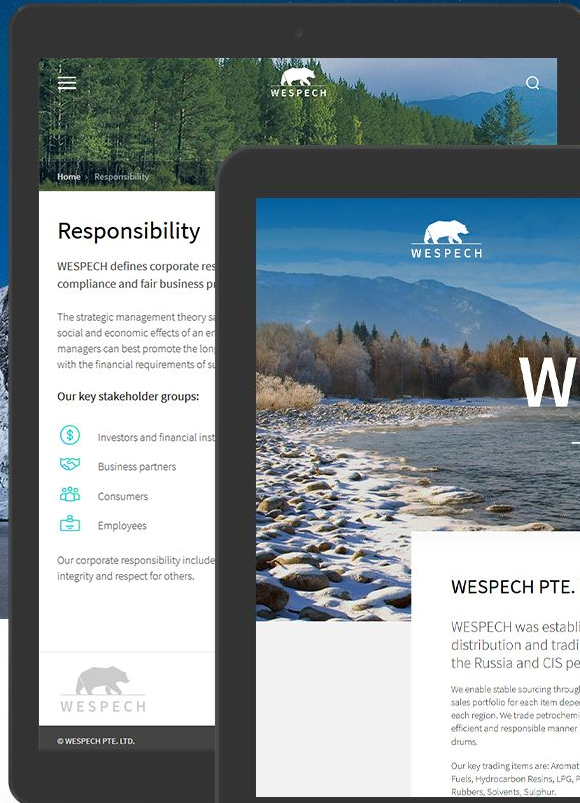 WESPECH
Home › Responsibility
Responsibility
WESPECH defines corporate res
compliance and fair business p
The strategic management theory s
social and economic effects of an en
managers can best promote the long
with the financial requirements of su
Our key stakeholder groups:
Investors and financial inst
Business partners
Consumers
Employees
Our corporate responsibility include
integrity and respect for others.
WESPECH
© WESPECH PTE. LTD.
WESPECH
W
WESPECH PTE.
WESPECH was establi
distribution and tradi
the Russia and CIS pe
We enable stable sourcing throug
sales portfolio for each item depe
each region. We trade petrochemi
efficient and responsible manner
drums.
Our key trading items are: Aromat
Fuels, Hydrocarbon Resins, LPG, P
Rubbers, Solvents, Sulphur.